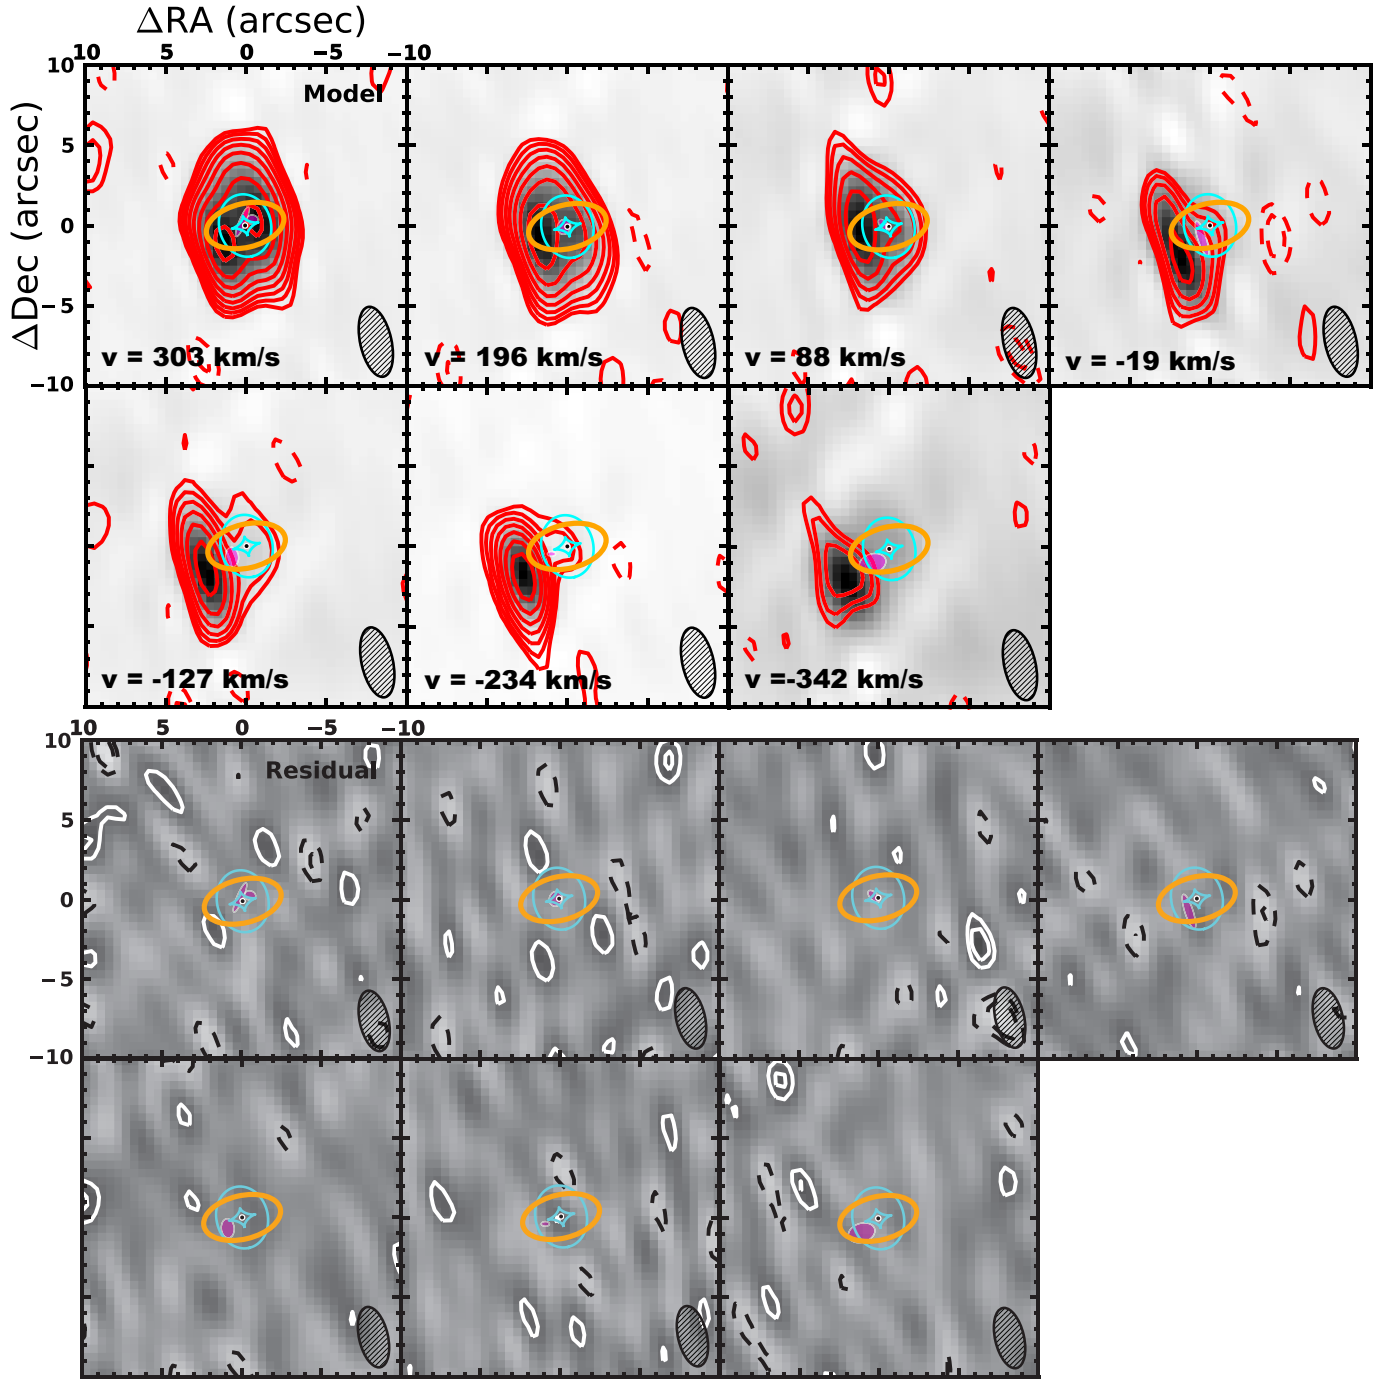 ΔRA (arcsec)
10 5 0 −5 −10
ΔDec (arcsec)
10
5
0
−5
−10
Model
v = 303 km/s
v = 196 km/s
v = 88 km/s
v = -19 km/s
v = -127 km/s
v = -234 km/s
v =-342 km/s
10 5 0 −5 −10
10
5
0
−5
−10
Residual